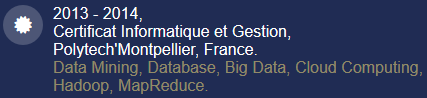 2013 - 2014,
Certificat Informatique et Gestion,
Polytech'Montpellier, France.
Data Mining, Database, Big Data, Cloud Computing,
Hadoop, MapReduce.